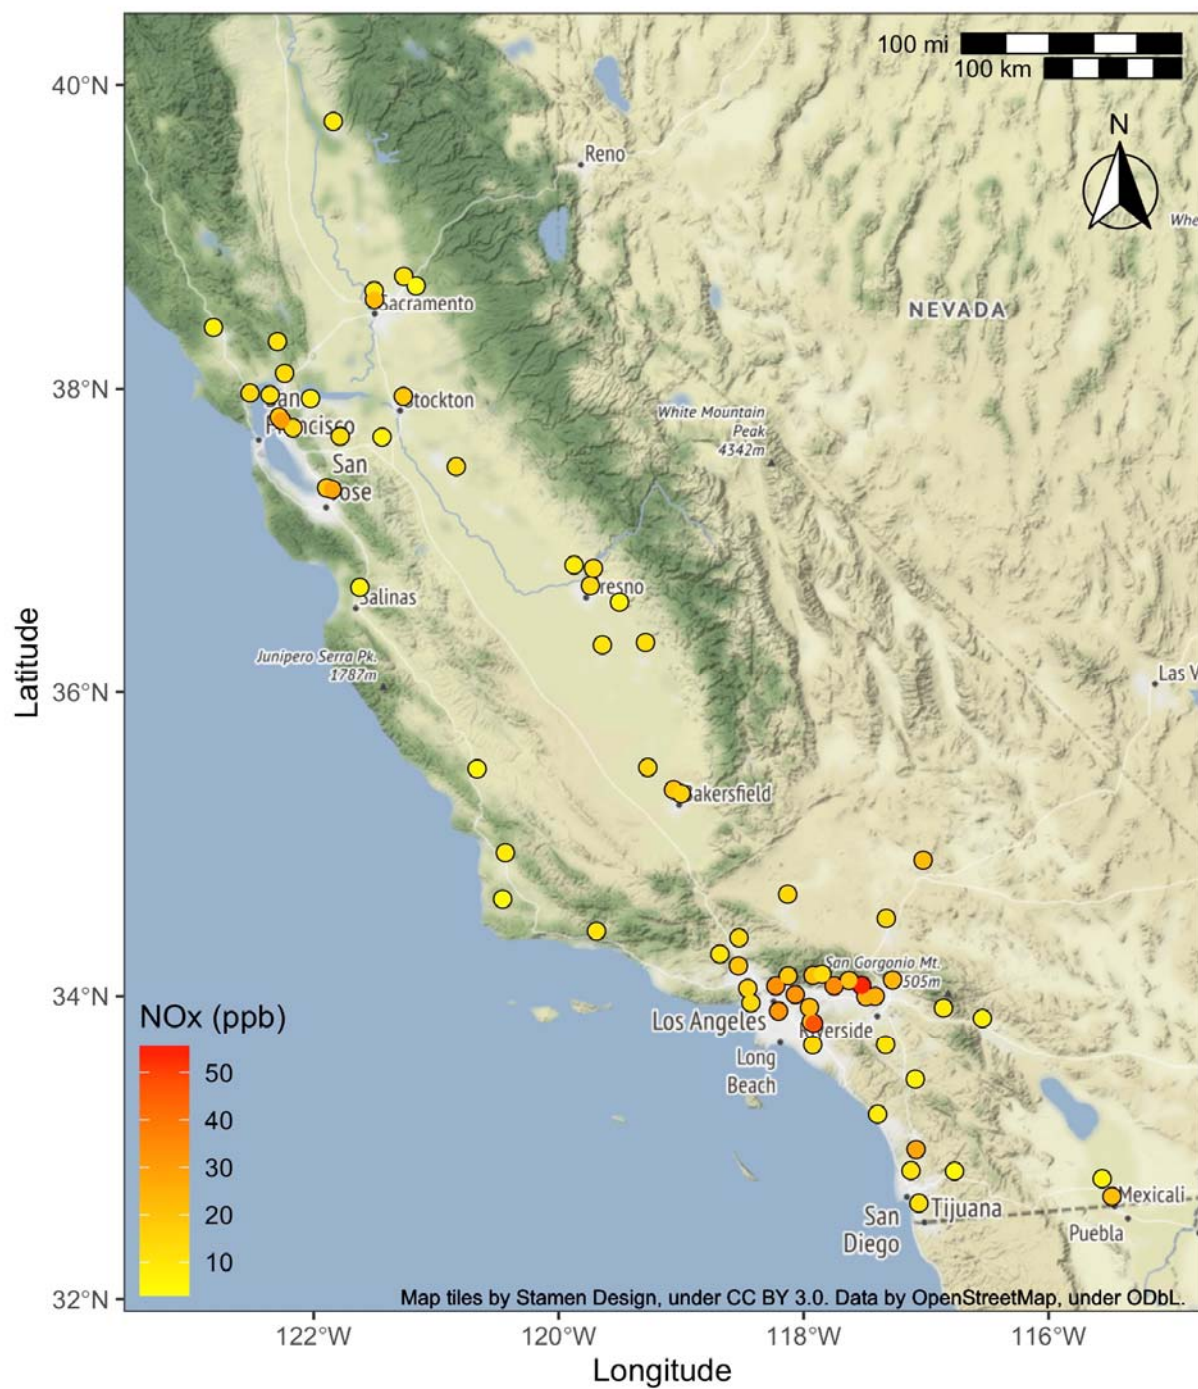 100 mi
100 km
N
40°N
38°N
36°N
34°N
32°N
Latitude
Reno
Sacramento
NEVADA
Stockton
White Mountain
Peak
4342m
San
Francisco
San
Jose
Salinas
Fresno
Junipero Serra Pk.
1787m
Bakersfield
San Gorgonio Mt.
505m
Los Angeles
Riverside
Long
Beach
Mexicali
San
Diego
Tijuana
Puebla
Las V
Whe
NOx (ppb)
50
40
30
20
10
Map tiles by Stamen Design, under CC BY 3.0. Data by OpenStreetMap, under ODbL.
122°W
120°W
118°W
116°W
Longitude